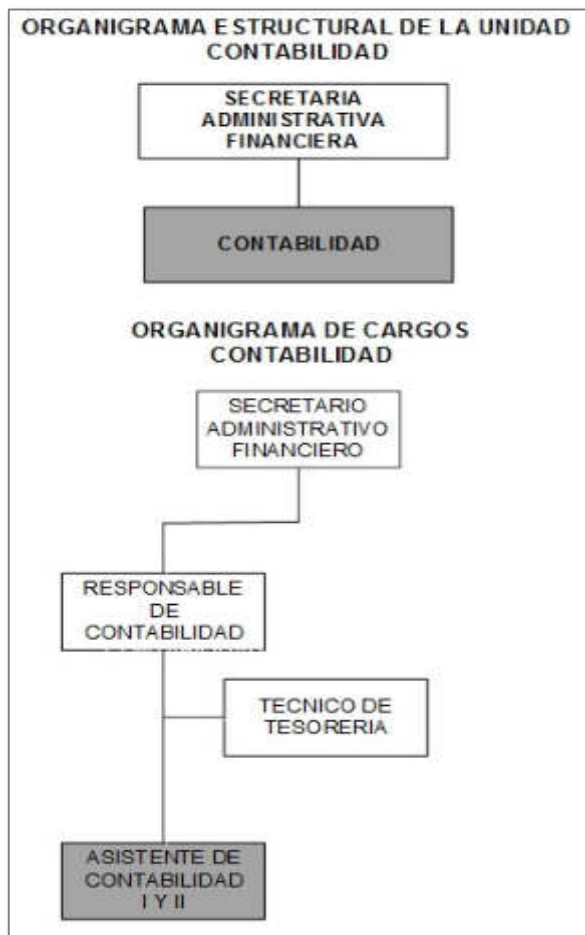 ORGANIGRAMA ESTRUCTURAL DE LA UNIDAD
CONTABILIDAD
SECRETARIA
ADMINISTRATIVA
FINANCIERA
CONTABILIDAD
ORGANIGRAMA DE CARGOS
CONTABILIDAD
SECRETARIO
ADMINISTRATIVO
FINANCIERO
RESPONSABLE
DE
CONTABILIDAD
TECNICO DE
TESORERIA
ASISTENTE DE
CONTABILIDAD
I Y II